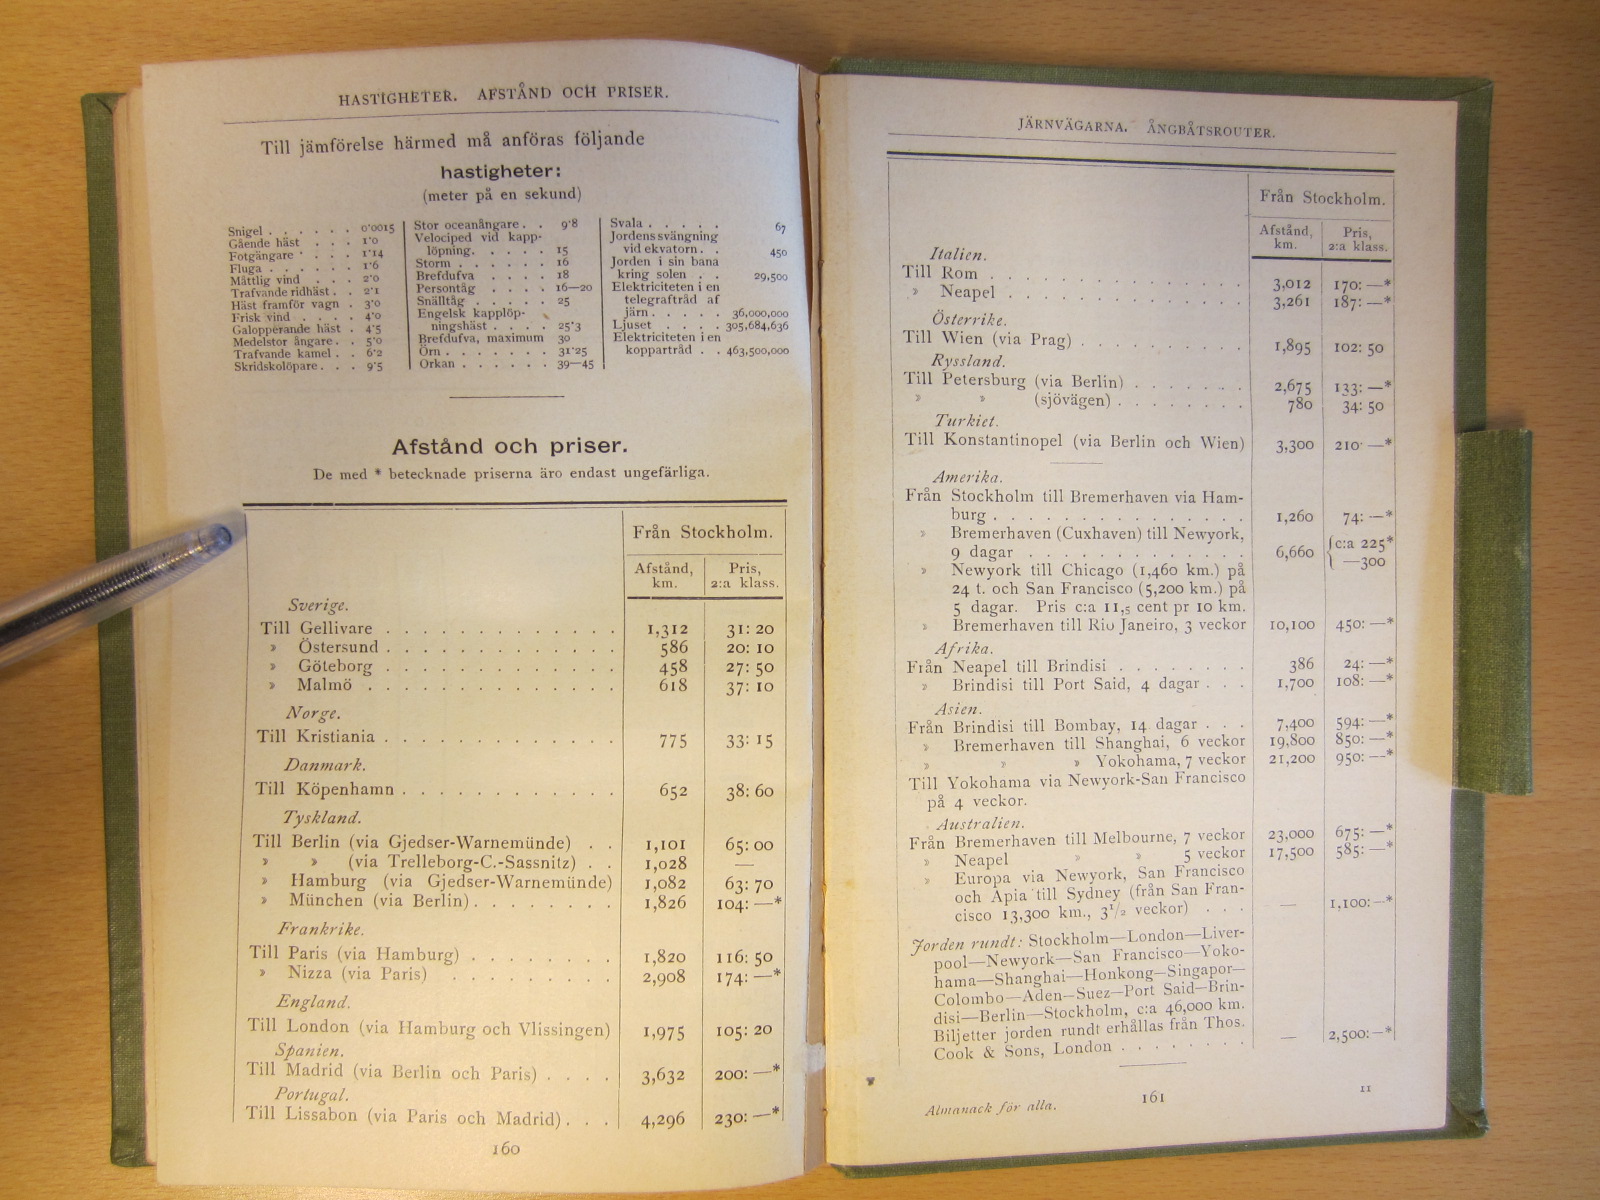 HASTIGHETER. AFSTÅND OCH PRISER.
Till jämförelse härmed må anföras följande
hastigheter:
(meter på en sekund)
Snigel . . . . . . 0'0015
Gående häst . . . 1'0
Fotgängare . . . 1'14
Fluga . . . . . . 1'6
Måttlig vind . . . 2'0
Trafvande ridhäst . . 2'1
Häst framför vagn . 3'0
Frisk vind . . . . 4'0
Galopperande häst . 4'5
Medelstor ångare . . 5'0
Trafvande kamel . . 6'2
Skridskolöpare . . . 9'5
Stor oceanångare . . 9'8
Velociped vid kapp-
löpning . . . . . 15
Storm . . . . . . 16
Brefdufva . . . . 18
Persontåg . . . . 16—20
Snälltåg . . . . . 25
Engelsk kapplöp-
ningshäst . . . . 25'3
Brefdufva, maximum 30
Örn . . . . . . . 31'25
Orkan . . . . . . 39—45
Svala . . . . . 67
Jordens svängning
vid ekvatorn . . 450
Jorden i sin bana
kring solen . . 29,500
Elektriciteten i en
telegraftråd af
järn . . . . . 36,000,000
Ljuset . . . . 305,684,636
Elektriciteten i en
koppartråd . . 463,500,000
Afstånd och priser.
De med * betecknade priserna äro endast ungefärliga.
Från Stockholm.
Afstånd, km. Pris, 2:a klass.
Sverige.
Till Gellivare . . . . . . . . . . . . . 1,312 31: 20
» Östersund . . . . . . . . . . . . . 586 20: 10
» Göteborg . . . . . . . . . . . . . 458 27: 50
» Malmö . . . . . . . . . . . . . . 618 37: 10
Norge.
Till Kristiania . . . . . . . . . . . . . 775 33: 15
Danmark.
Till Köpenhamn . . . . . . . . . . . . 652 38: 60
Tyskland.
Till Berlin (via Gjedser-Warnemünde) . . 1,101 65: 00
» » (via Trelleborg-C.-Sassnitz) . . 1,028 —
» Hamburg (via Gjedser-Warnemünde) 1,082 63: 70
» München (via Berlin) . . . . . . . . 1,826 104: —*
Frankrike.
Till Paris (via Hamburg) . . . . . . . . 1,820 116: 50
» Nizza (via Paris) . . . . . . . . . 2,908 174: —*
England.
Till London (via Hamburg och Vlissingen) 1,975 105: 20
Spanien.
Till Madrid (via Berlin och Paris) . . . . 3,632 200: —*
Portugal.
Till Lissabon (via Paris och Madrid) . . . 4,296 230: —*
160
JÄRNVÄGARNA. ÅNGBÅTSROUTER.
Från Stockholm.
Afstånd, km. Pris, 2:a klass.
Italien.
Till Rom . . . . . . . . . . . . . . 3,012 170: —*
» Neapel . . . . . . . . . . . . . 3,261 187: —*
Österrike.
Till Wien (via Prag) . . . . . . . . . . 1,895 102: 50
Ryssland.
Till Petersburg (via Berlin) . . . . . . . 2,675 133: —*
» » (sjövägen) . . . . . . . . 780 34: 50
Turkiet.
Till Konstantinopel (via Berlin och Wien) 3,300 210· —*
Amerika.
Från Stockholm till Bremerhaven via Ham-
burg . . . . . . . . . . . . . . . 1,260 74: —*
» Bremerhaven (Cuxhaven) till Newyork,
9 dagar . . . . . . . . . . . . . 6,660 { c:a 225* —300
» Newyork till Chicago (1,460 km.) på
24 t. och San Francisco (5,200 km.) på
5 dagar. Pris c:a 11,5 cent pr 10 km.
» Bremerhaven till Rio Janeiro, 3 veckor 10,100 450: —*
Afrika.
Från Neapel till Brindisi . . . . . . . . 386 24: —*
» Brindisi till Port Said, 4 dagar . . . 1,700 108: —*
Asien.
Från Brindisi till Bombay, 14 dagar . . . 7,400 594: —*
» Bremerhaven till Shanghai, 6 veckor 19,800 850: —*
» » » Yokohama, 7 veckor 21,200 950: —*
Till Yokohama via Newyork-San Francisco
på 4 veckor.
Australien.
Från Bremerhaven till Melbourne, 7 veckor 23,000 675: —*
» Neapel » » 5 veckor 17,500 585: —*
» Europa via Newyork, San Francisco
och Apia till Sydney (från San Fran-
cisco 13,300 km., 3 1/2 veckor) . . . — 1,100: —*
Jorden rundt: Stockholm—London—Liver-
pool—Newyork—San Francisco—Yoko-
hama—Shanghai—Honkong—Singapor—
Colombo—Aden—Suez—Port Said—Brin-
disi—Berlin—Stockholm, c:a 46,000 km.
Biljetter jorden rundt erhållas från Thos.
Cook & Sons, London . . . . . . . . — 2,500: —*
Almanack för alla. 161 11